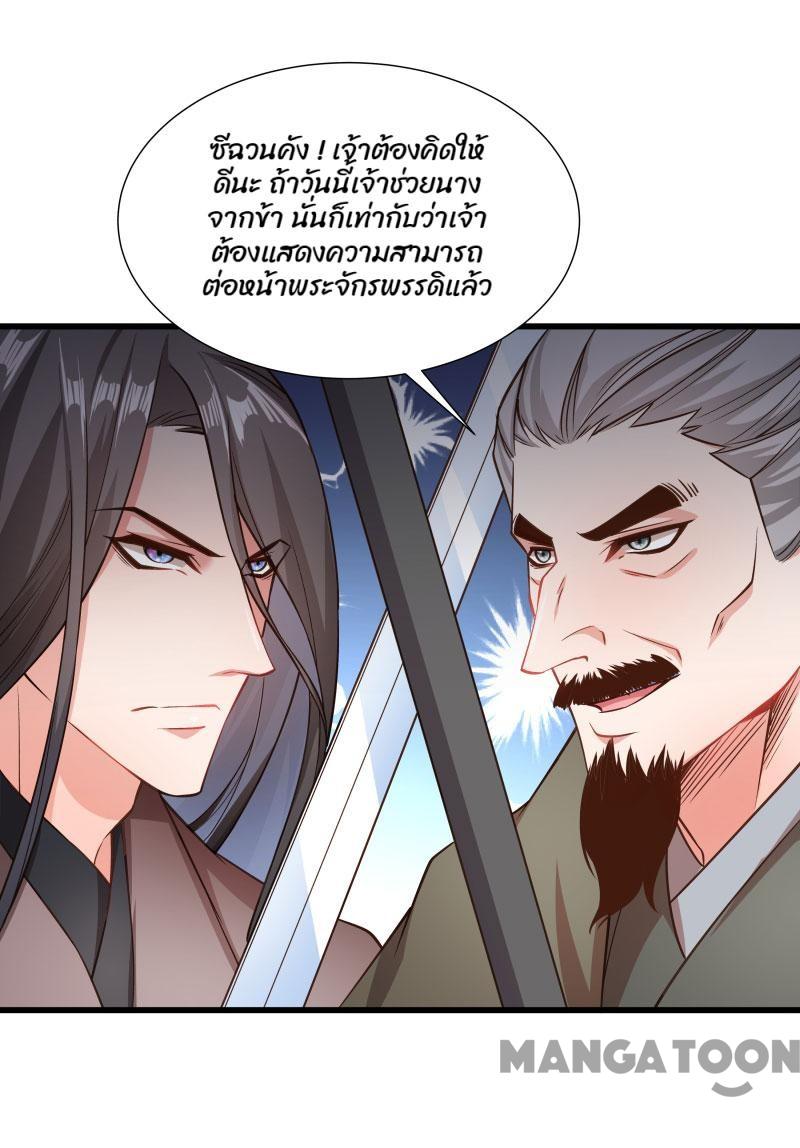 ซีฉวนคัง ! เจ้าต้องคิดให้
ดีนะ ถ้าวันนี้เจ้าช่วยนาง
จากข้า นั่นก็เท่ากับว่าเจ้า
ต้องแสดงความสามารถ
ต่อหน้าพระจักรพรรดิแล้ว
MANGATOON